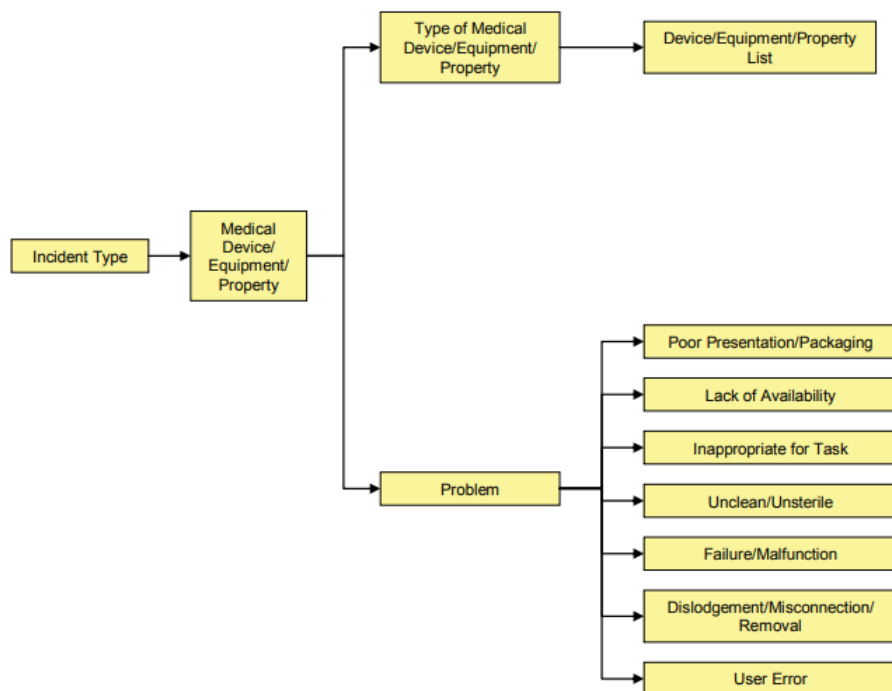 Type of Medical
Device/Equipment/
Property
Device/Equipment/Property
List
Incident Type
Medical
Device/
Equipment/
Property
Problem
Poor Presentation/Packaging
Lack of Availability
Inappropriate for Task
Unclean/Unsterile
Failure/Malfunction
Dislodgement/Misconnection/
Removal
User Error